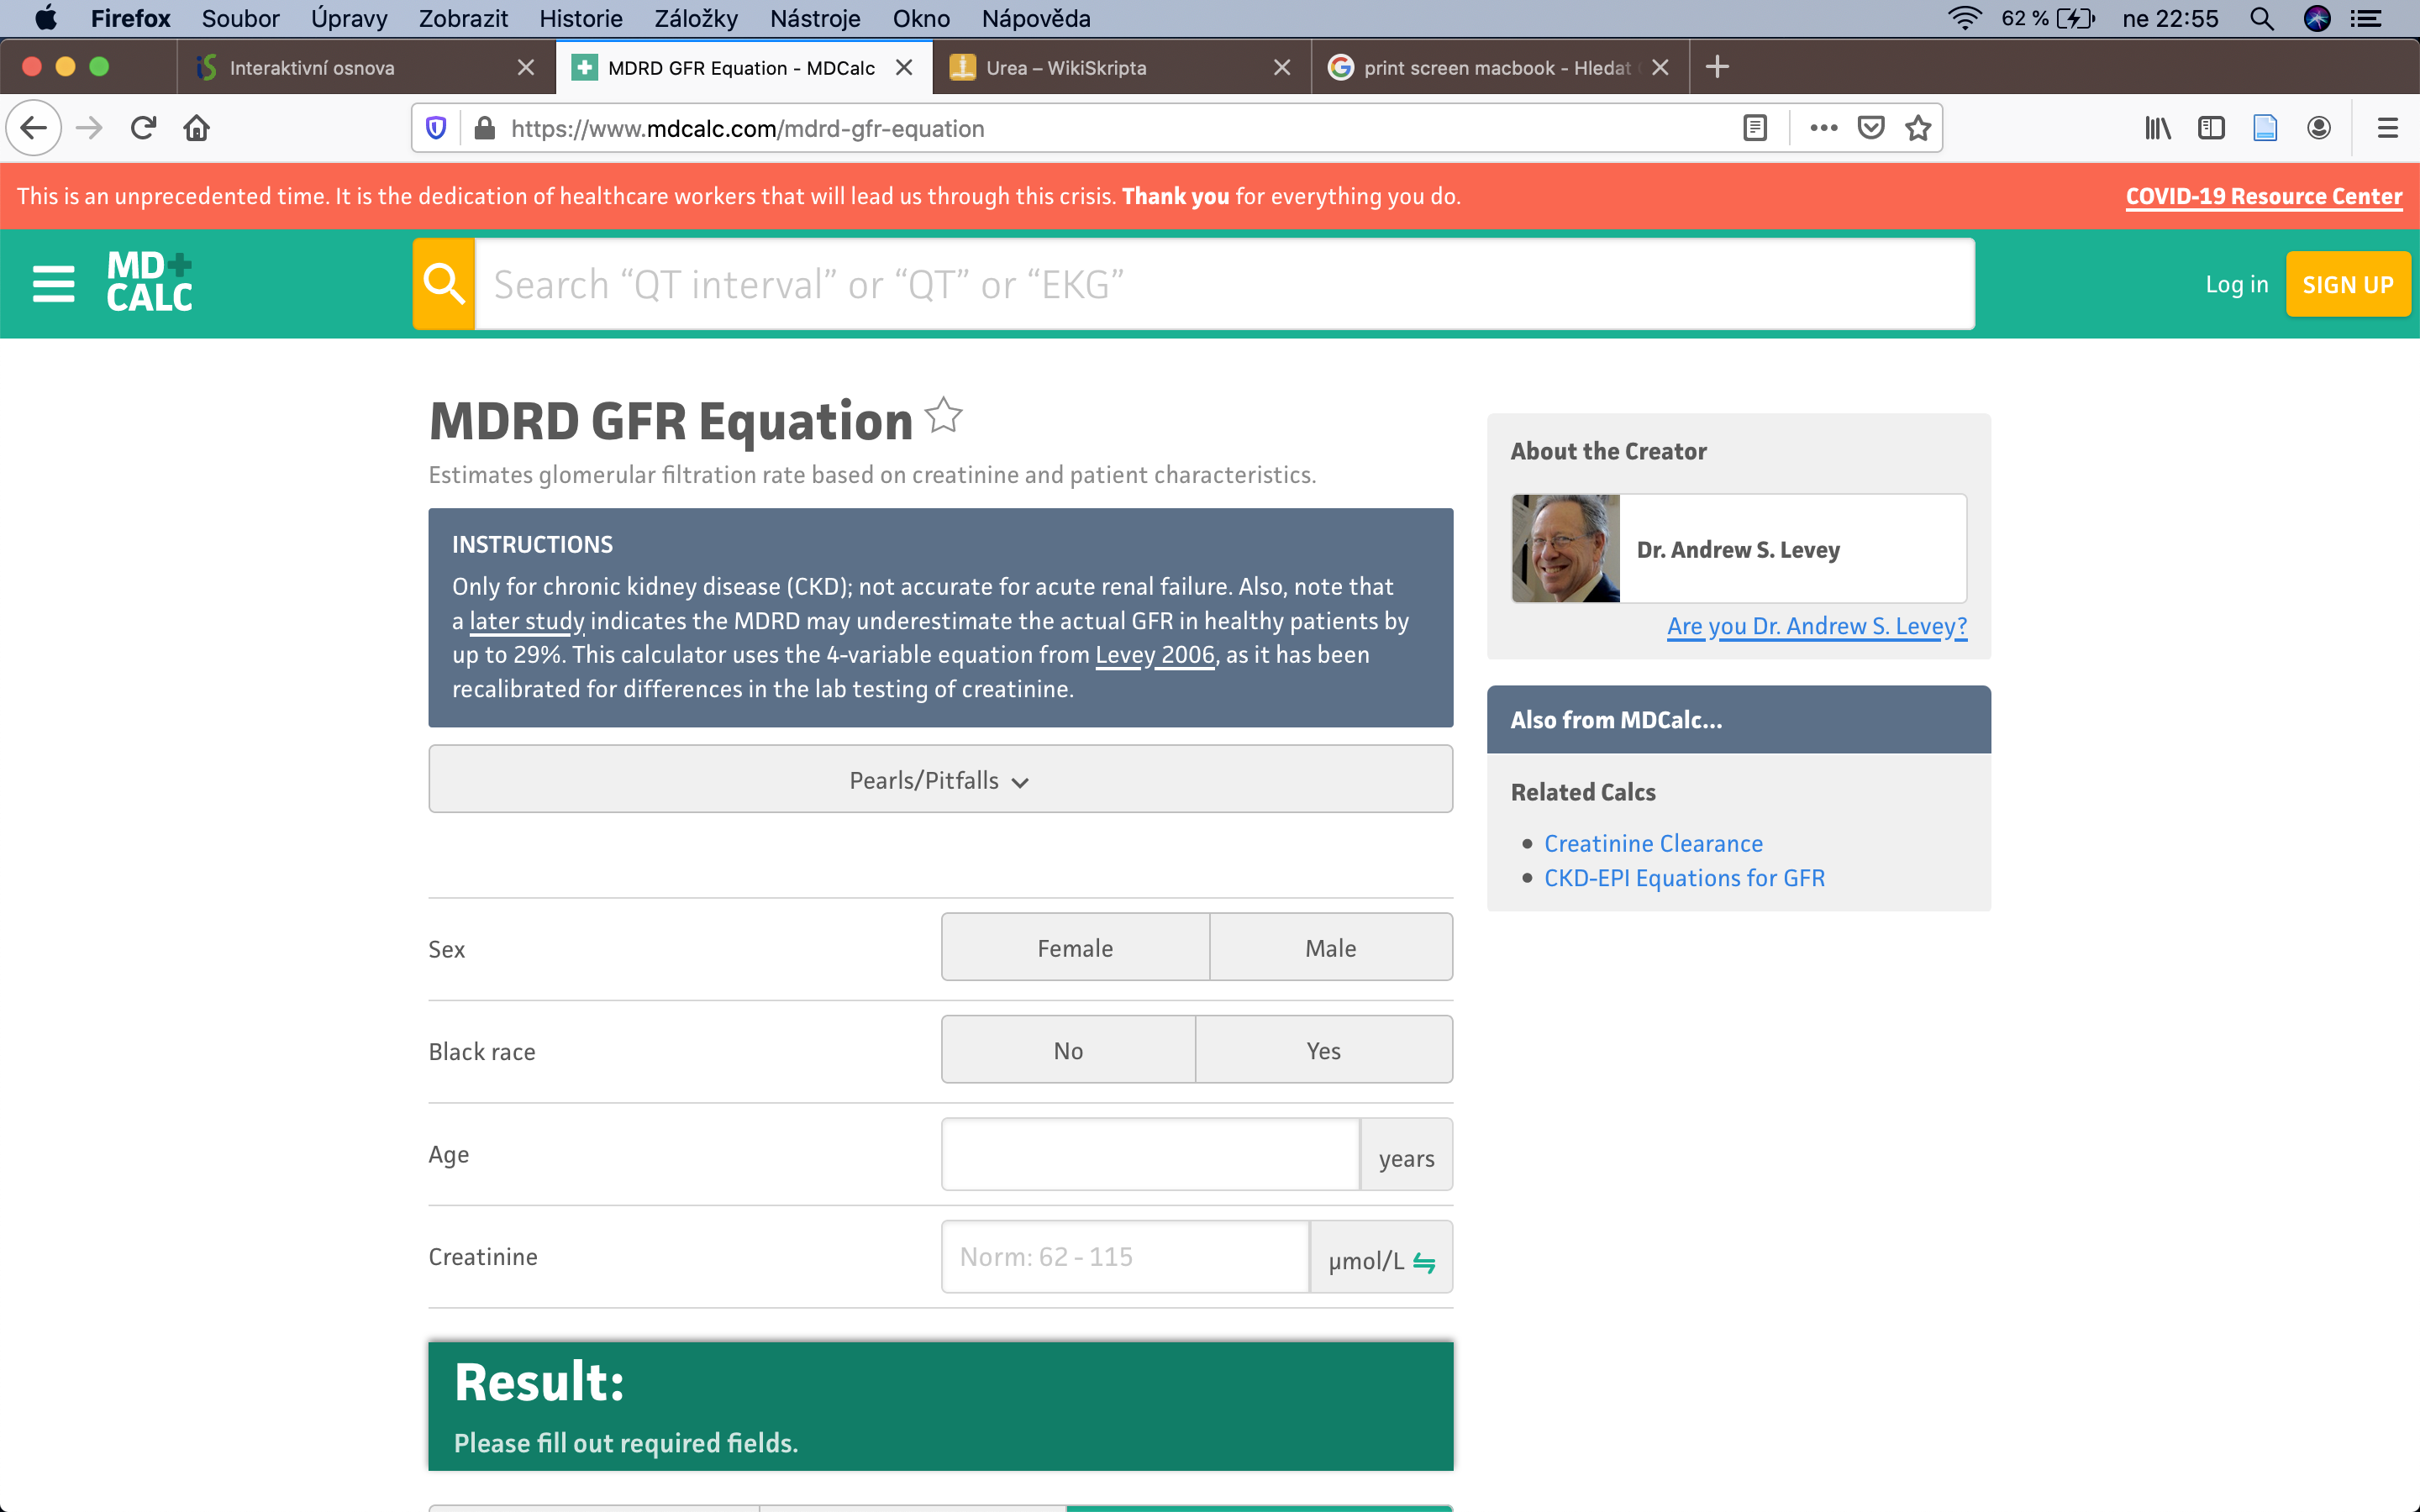 Firefox Soubor Úpravy Zobrazit Historie Záložky Nástroje Okno Nápověda 62 % ne 22:55
Interaktivní osnova MDRD GFR Equation - MDCalc Urea – WikiSkripta print screen macbook - Hledat
https://www.mdcalc.com/mdrd-gfr-equation
This is an unprecedented time. It is the dedication of healthcare workers that will lead us through this crisis. Thank you for everything you do. COVID-19 Resource Center
MD+
CALC
Search “QT interval” or “QT” or “EKG”
Log in SIGN UP
MDRD GFR Equation
Estimates glomerular filtration rate based on creatinine and patient characteristics.
INSTRUCTIONS
Only for chronic kidney disease (CKD); not accurate for acute renal failure. Also, note that
a later study indicates the MDRD may underestimate the actual GFR in healthy patients by
up to 29%. This calculator uses the 4-variable equation from Levey 2006, as it has been
recalibrated for differences in the lab testing of creatinine.
Pearls/Pitfalls
Sex Female Male
Black race No Yes
Age years
Creatinine Norm: 62 - 115 µmol/L
Result:
Please fill out required fields.
About the Creator
Dr. Andrew S. Levey
Are you Dr. Andrew S. Levey?
Also from MDCalc...
Related Calcs
Creatinine Clearance
CKD-EPI Equations for GFR